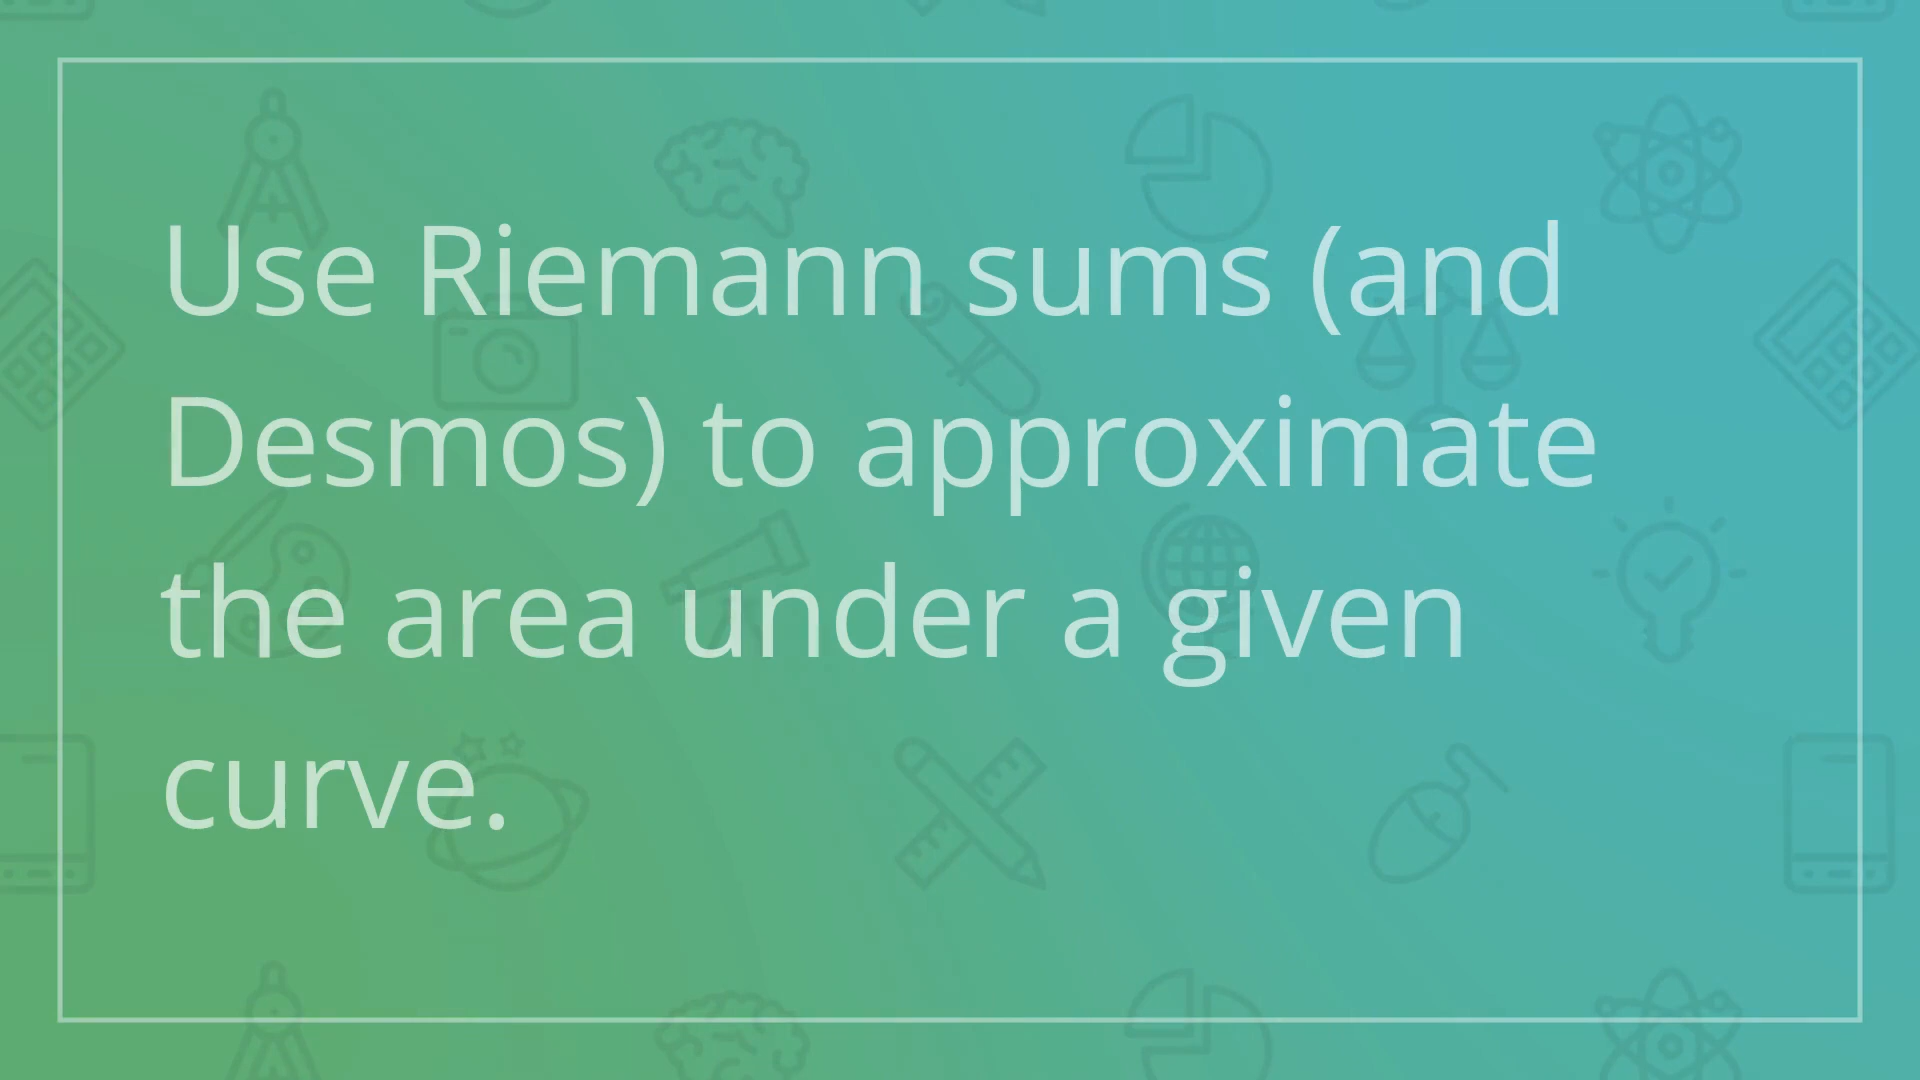 Use Riemann sums (and
Desmos) to approximate
the area under a given
curve.